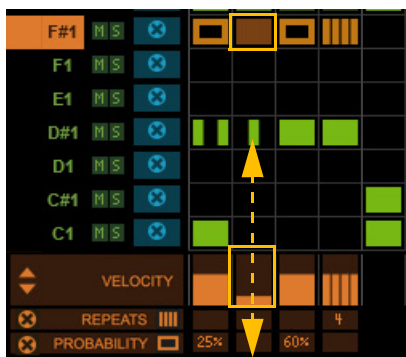 F#1 M S
F1 M S
E1 M S
D#1 M S
D1 M S
C#1 M S
C1 M S
VELOCITY
REPEATS 4
PROBABILITY 25% 60%